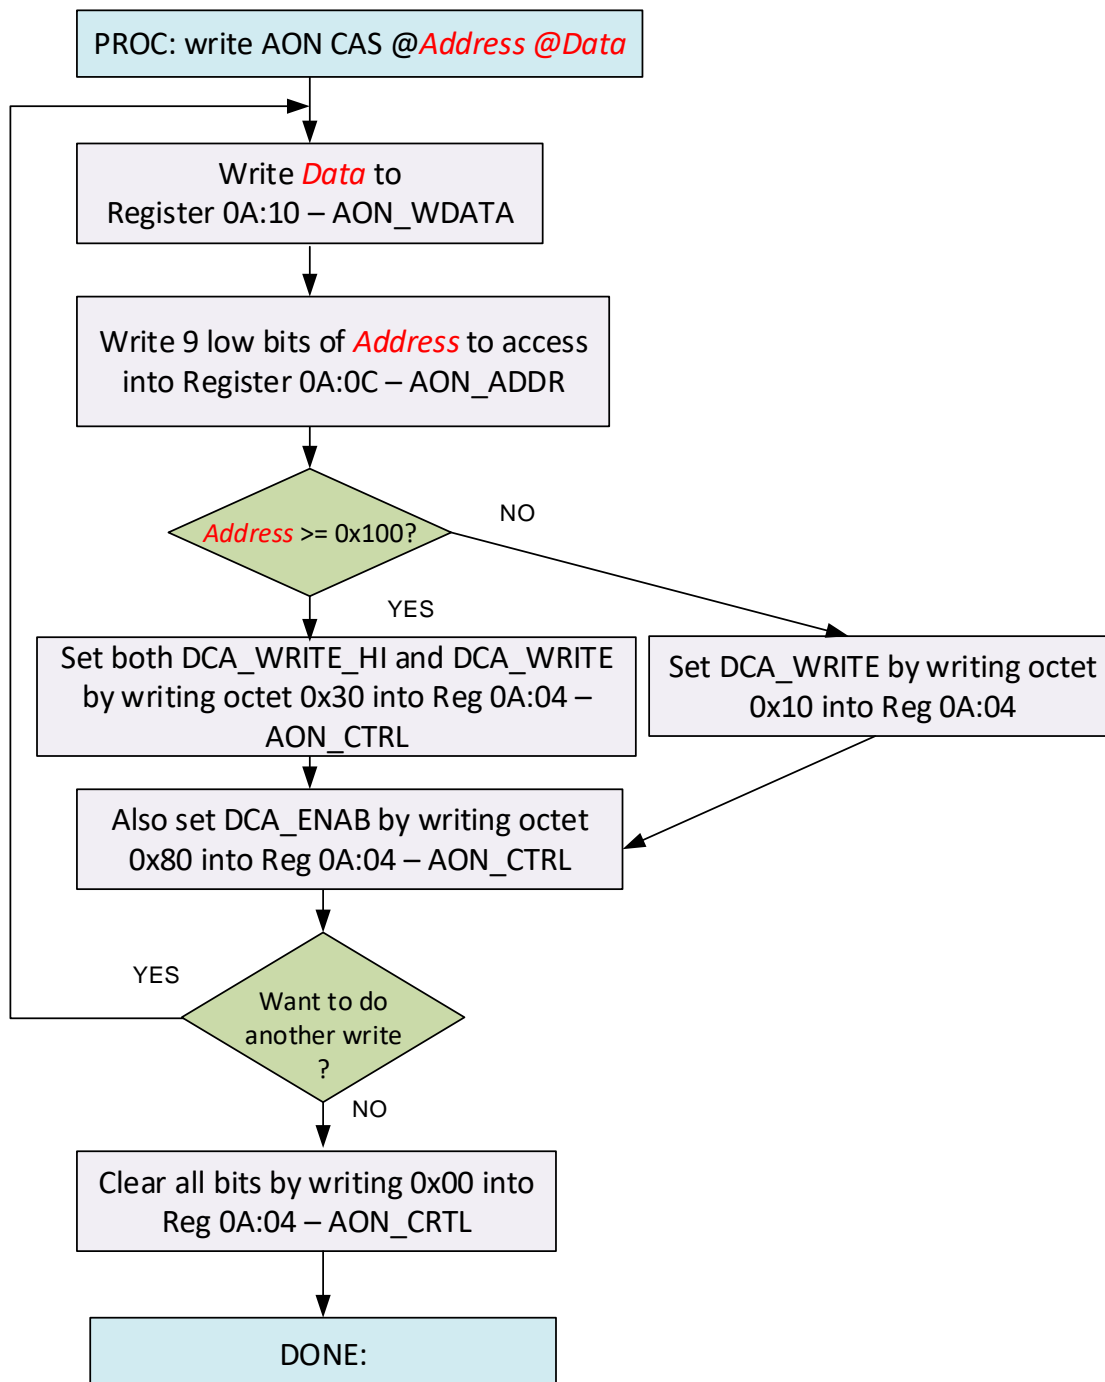 PROC: write AON CAS @Address @Data
Write Data to
Register 0A:10 – AON_WDATA
Write 9 low bits of Address to access
into Register 0A:0C – AON_ADDR
Address >= 0x100?
NO
YES
Set both DCA_WRITE_HI and DCA_WRITE
by writing octet 0x30 into Reg 0A:04 –
AON_CTRL
Set DCA_WRITE by writing octet
0x10 into Reg 0A:04
Also set DCA_ENAB by writing octet
0x80 into Reg 0A:04 – AON_CTRL
YES
Want to do
another write
?
NO
Clear all bits by writing 0x00 into
Reg 0A:04 – AON_CRTL
DONE: